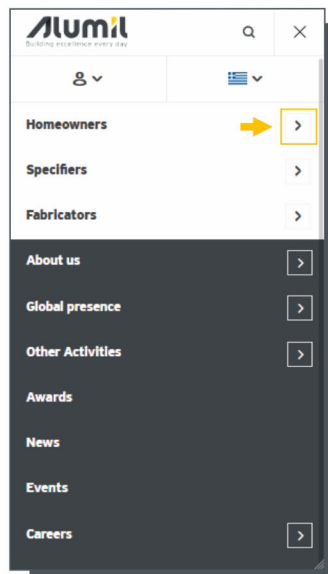 Alumil
Building excellence every day
Homeowners
Specifiers
Fabricators
About us
Global presence
Other Activities
Awards
News
Events
Careers